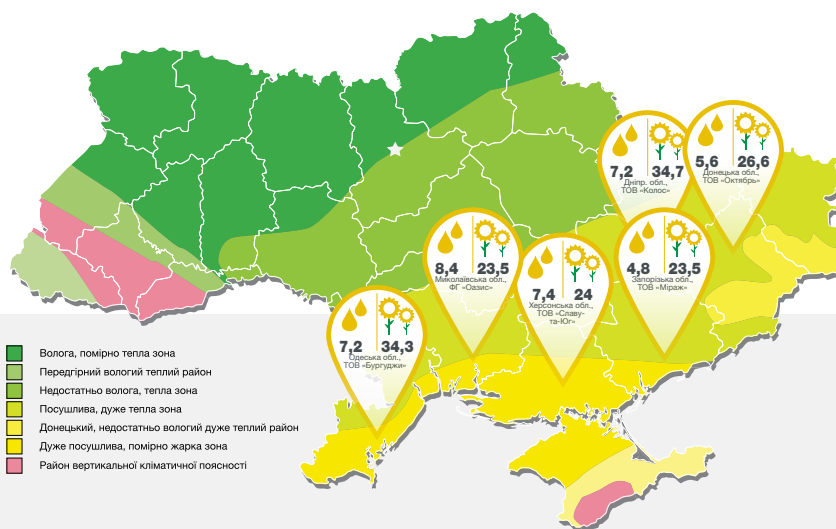 7,2 34,7
Дніпр. обл.,
ТОВ «Колос»
5,6 26,6
Донецька обл.,
ТОВ «Октябрь»
8,4 23,5
Миколаївська обл.,
ФГ «Оазис»
7,4 24
Херсонська обл.,
ТОВ «Славу-
та-Юг»
4,8 23,5
Запорізька обл.,
ТОВ «Міраж»
7,2 34,3
Одеська обл.,
ТОВ «Бургуджи»
Волога, помірно тепла зона
Передгірний вологий теплий район
Недостатньо волога, тепла зона
Посушлива, дуже тепла зона
Донецький, недостатньо вологий дуже теплий район
Дуже посушлива, помірно жарка зона
Район вертикальної кліматичної поясності